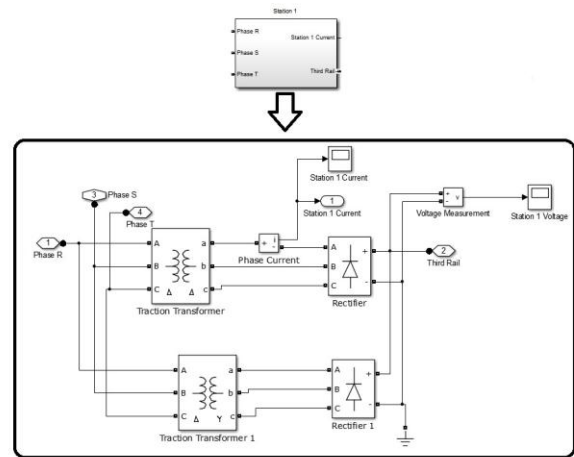 Station 1
Phase R
Station 1 Current
Phase S
Third Rail
Phase T
3
Phase S
4
Phase T
1
Phase R
Station 1 Current
1
Station 1 Current
+
-
v
Voltage Measurement
Station 1 Voltage
A
B
C
a
b
c
Δ Δ
Traction Transformer
+
i
-
Phase Current
A
B
C
+
-
Rectifier
2
Third Rail
A
B
C
a
b
c
Δ Y
Traction Transformer 1
A
B
C
+
-
Rectifier 1